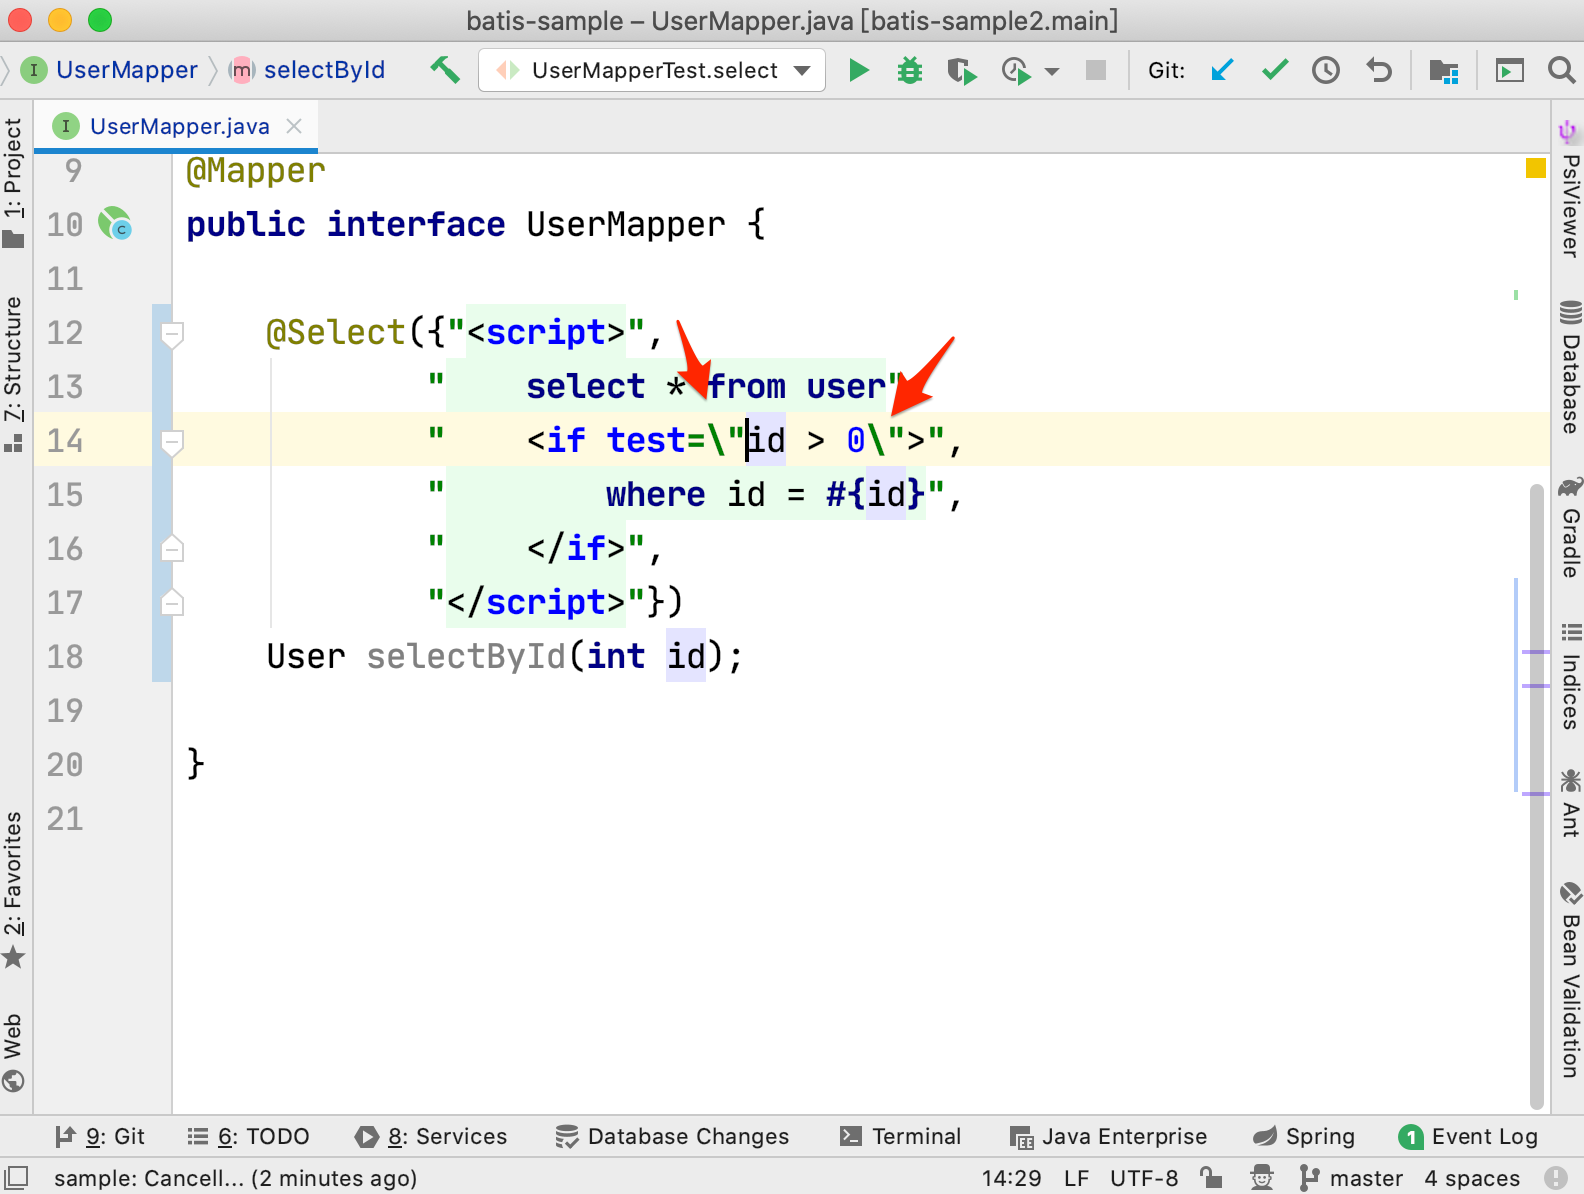 batis-sample – UserMapper.java [batis-sample2.main]
I UserMapper m selectById UserMapperTest.select Git:
1: Project
7: Structure
2: Favorites
Web
I UserMapper.java
9 @Mapper
10 public interface UserMapper {
11
12 @Select({"<script>",
13 "    select * from user"
14 "    <if test=\"id > 0\">",
15 "        where id = #{id}",
16 "    </if>",
17 "</script>"})
18 User selectById(int id);
19
20 }
21
PsiViewer
Database
Gradle
Indices
Ant
Bean Validation
9: Git 6: TODO 8: Services Database Changes Terminal Java Enterprise Spring 1 Event Log
sample: Cancell... (2 minutes ago) 14:29 LF UTF-8 master 4 spaces